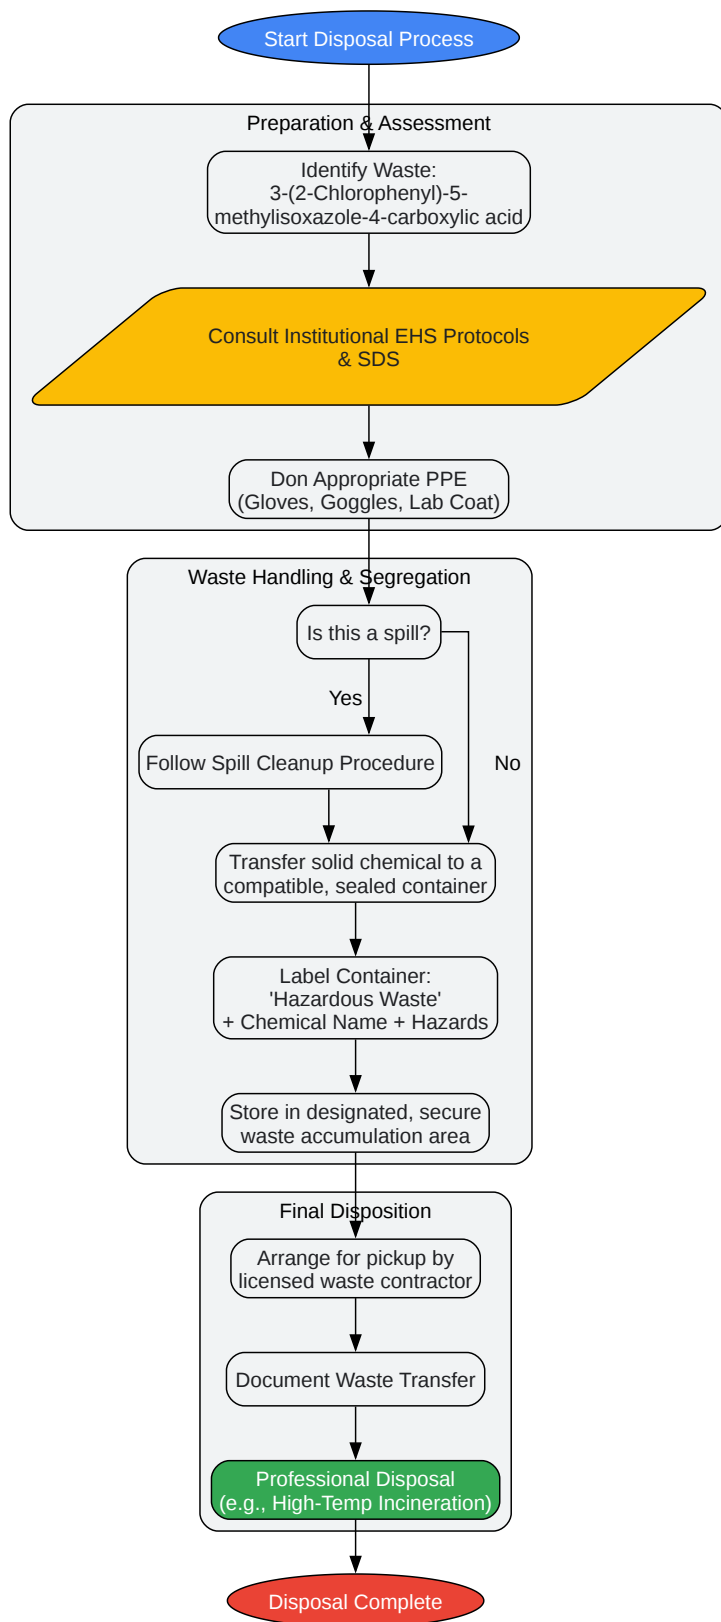 Start Disposal Process
Preparation & Assessment
Identify Waste:
3-(2-Chlorophenyl)-5-
methylisoxazole-4-carboxylic acid
Consult Institutional EHS Protocols
& SDS
Don Appropriate PPE
(Gloves, Goggles, Lab Coat)
Waste Handling & Segregation
Is this a spill?
Yes
Follow Spill Cleanup Procedure
No
Transfer solid chemical to a
compatible, sealed container
Label Container:
'Hazardous Waste'
+ Chemical Name + Hazards
Store in designated, secure
waste accumulation area
Final Disposition
Arrange for pickup by
licensed waste contractor
Document Waste Transfer
Professional Disposal
(e.g., High-Temp Incineration)
Disposal Complete